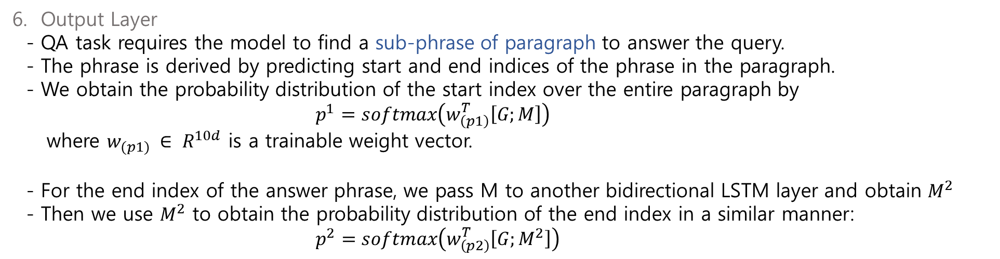 6. Output Layer
- QA task requires the model to find a sub-phrase of paragraph to answer the query.
- The phrase is derived by predicting start and end indices of the phrase in the paragraph.
- We obtain the probability distribution of the start index over the entire paragraph by
p^1 = softmax(w_{(p1)}^T[G; M])
where w_{(p1)} ∈ R^{10d} is a trainable weight vector.
- For the end index of the answer phrase, we pass M to another bidirectional LSTM layer and obtain M^2
- Then we use M^2 to obtain the probability distribution of the end index in a similar manner:
p^2 = softmax(w_{(p2)}^T[G; M^2])